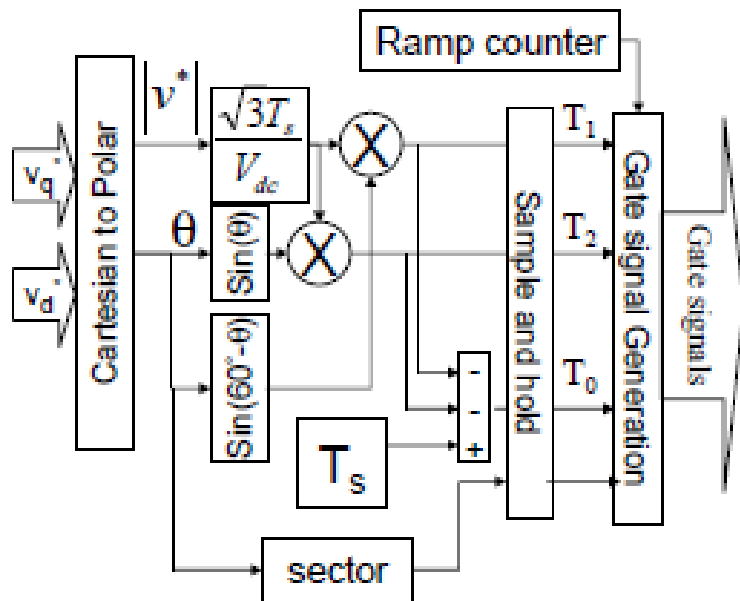 Ramp counter
|v*|
√3T_s
V_dc
T_1
v_q*
Cartesian to Polar
θ
Sin(θ)
Sample and hold
T_2
Gate signal Generation
Gate signals
v_d*
Sin(60°-θ)
-
-
+
T_0
T_s
sector